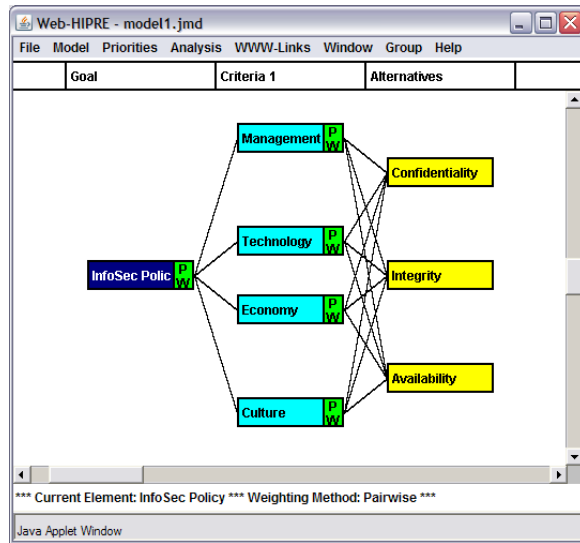 Web-HIPRE - model1.jmd
File Model Priorities Analysis WWW-Links Window Group Help
Goal Criteria 1 Alternatives
Management P W
Confidentiality
Technology P W
InfoSec Polic P W
Integrity
Economy P W
Availability
Culture P W
*** Current Element: InfoSec Policy *** Weighting Method: Pairwise ***
Java Applet Window